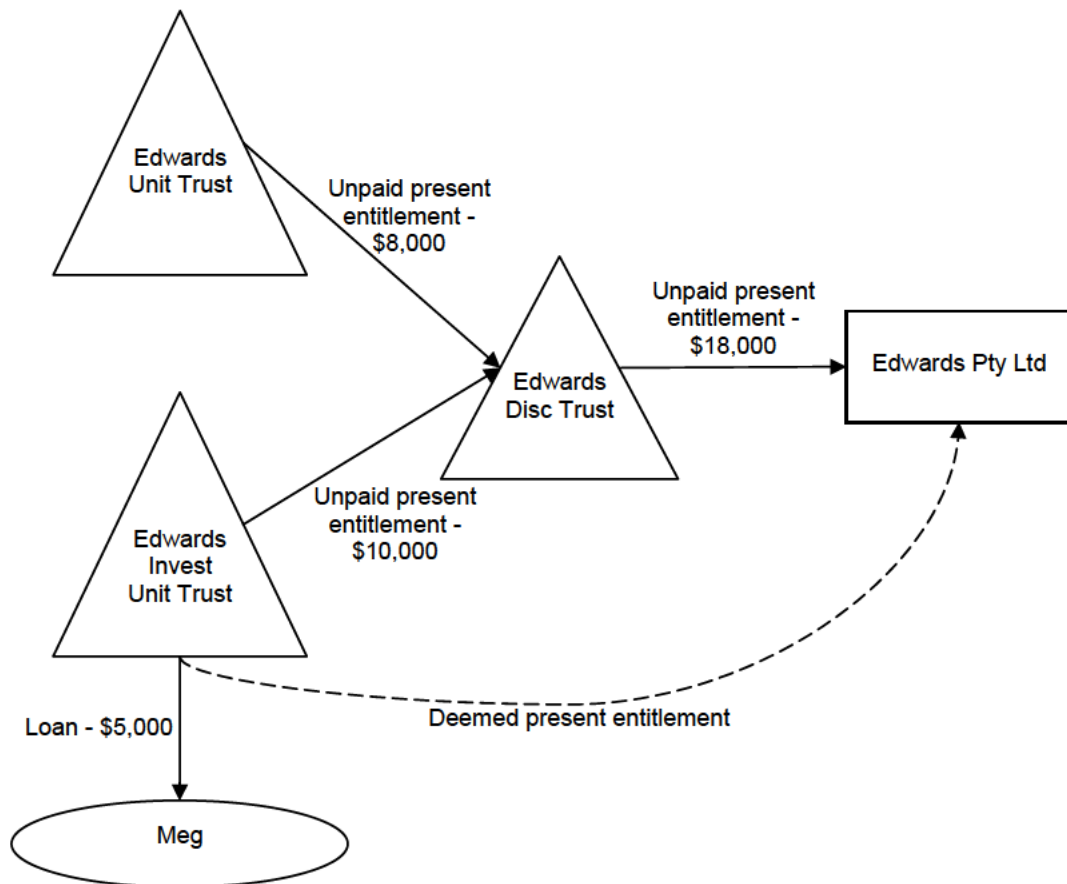 Edwards
Unit Trust
Unpaid present
entitlement -
$8,000
Unpaid present
entitlement -
$18,000
Edwards Pty Ltd
Edwards
Disc Trust
Unpaid present
entitlement -
$10,000
Edwards
Invest
Unit Trust
Loan - $5,000
Deemed present entitlement
Meg